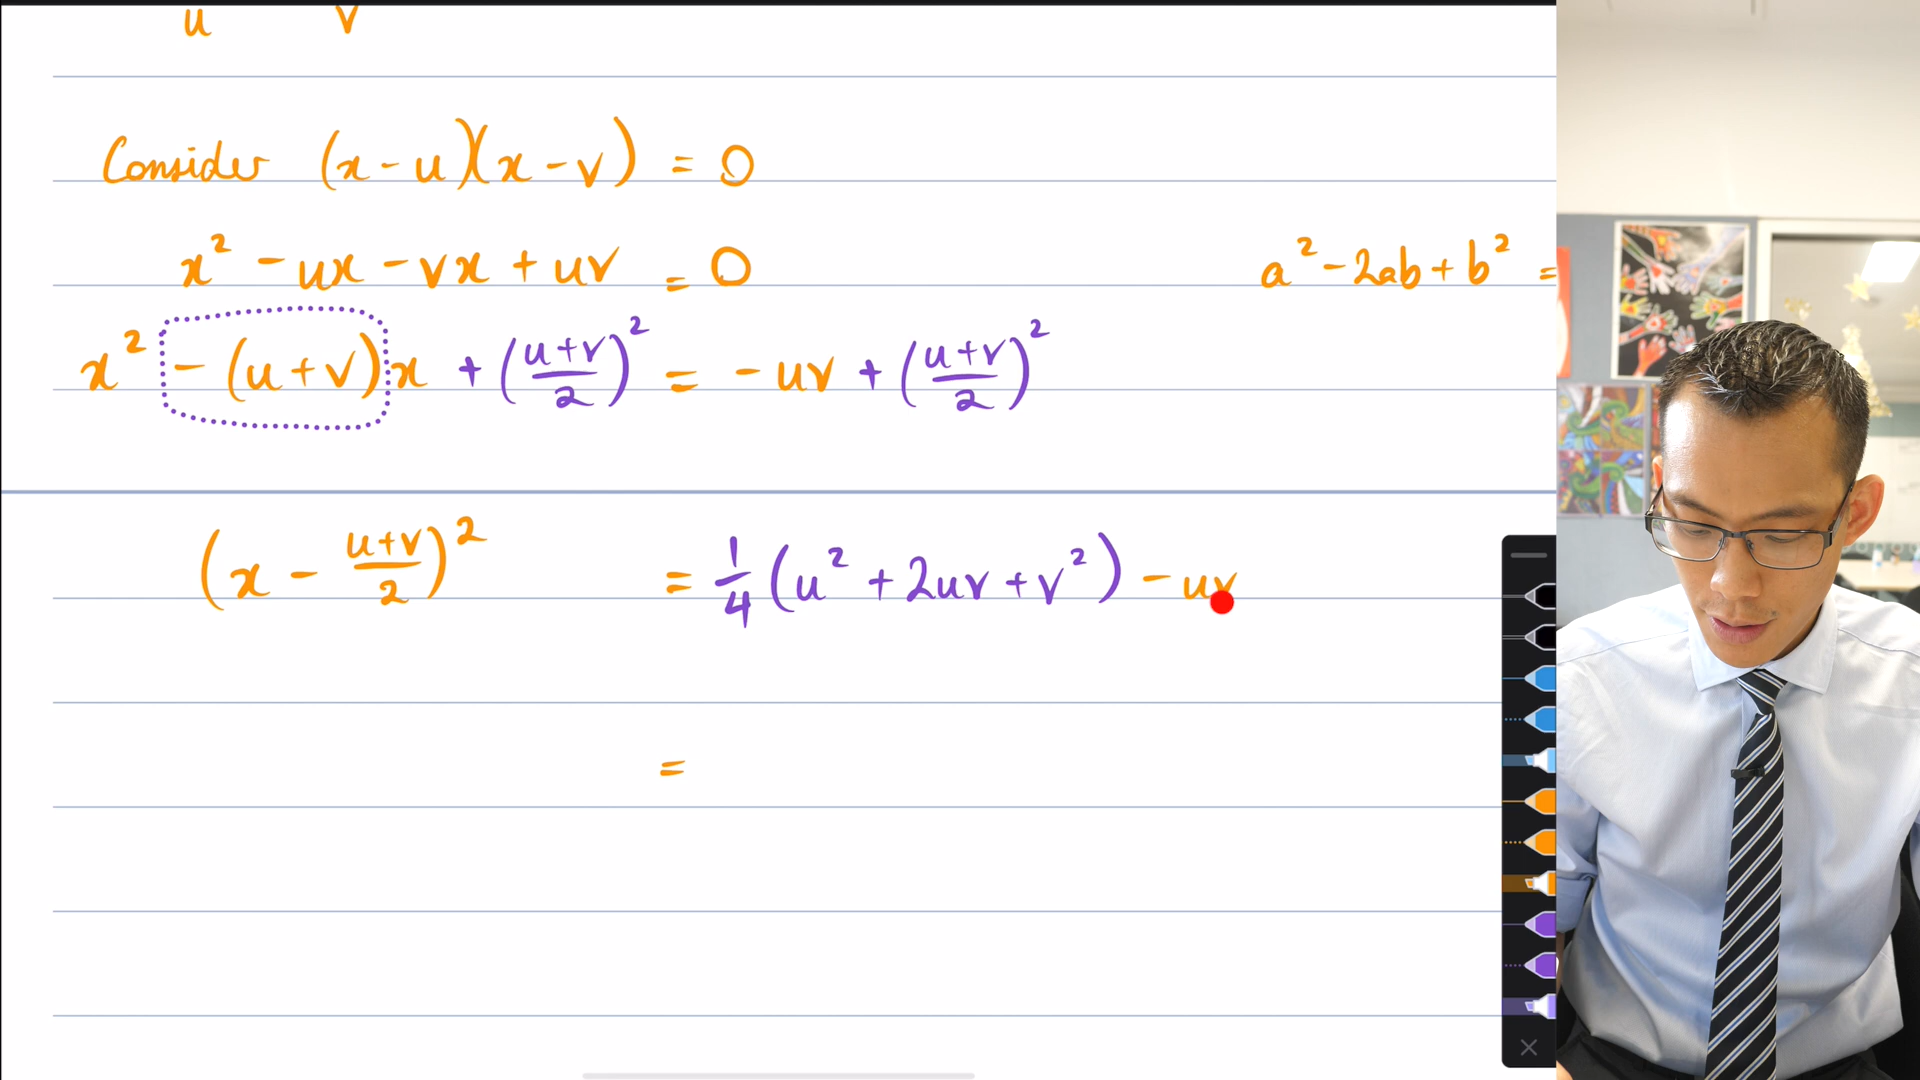 u v
Consider (x - u)(x - v) = 0
x² - ux - vx + uv = 0
a² - 2ab + b² =
x² - (u+v)x + ((u+v)/2)² = - uv + ((u+v)/2)²
(x - (u+v)/2)² = 1/4 (u² + 2uv + v²) - uv
=